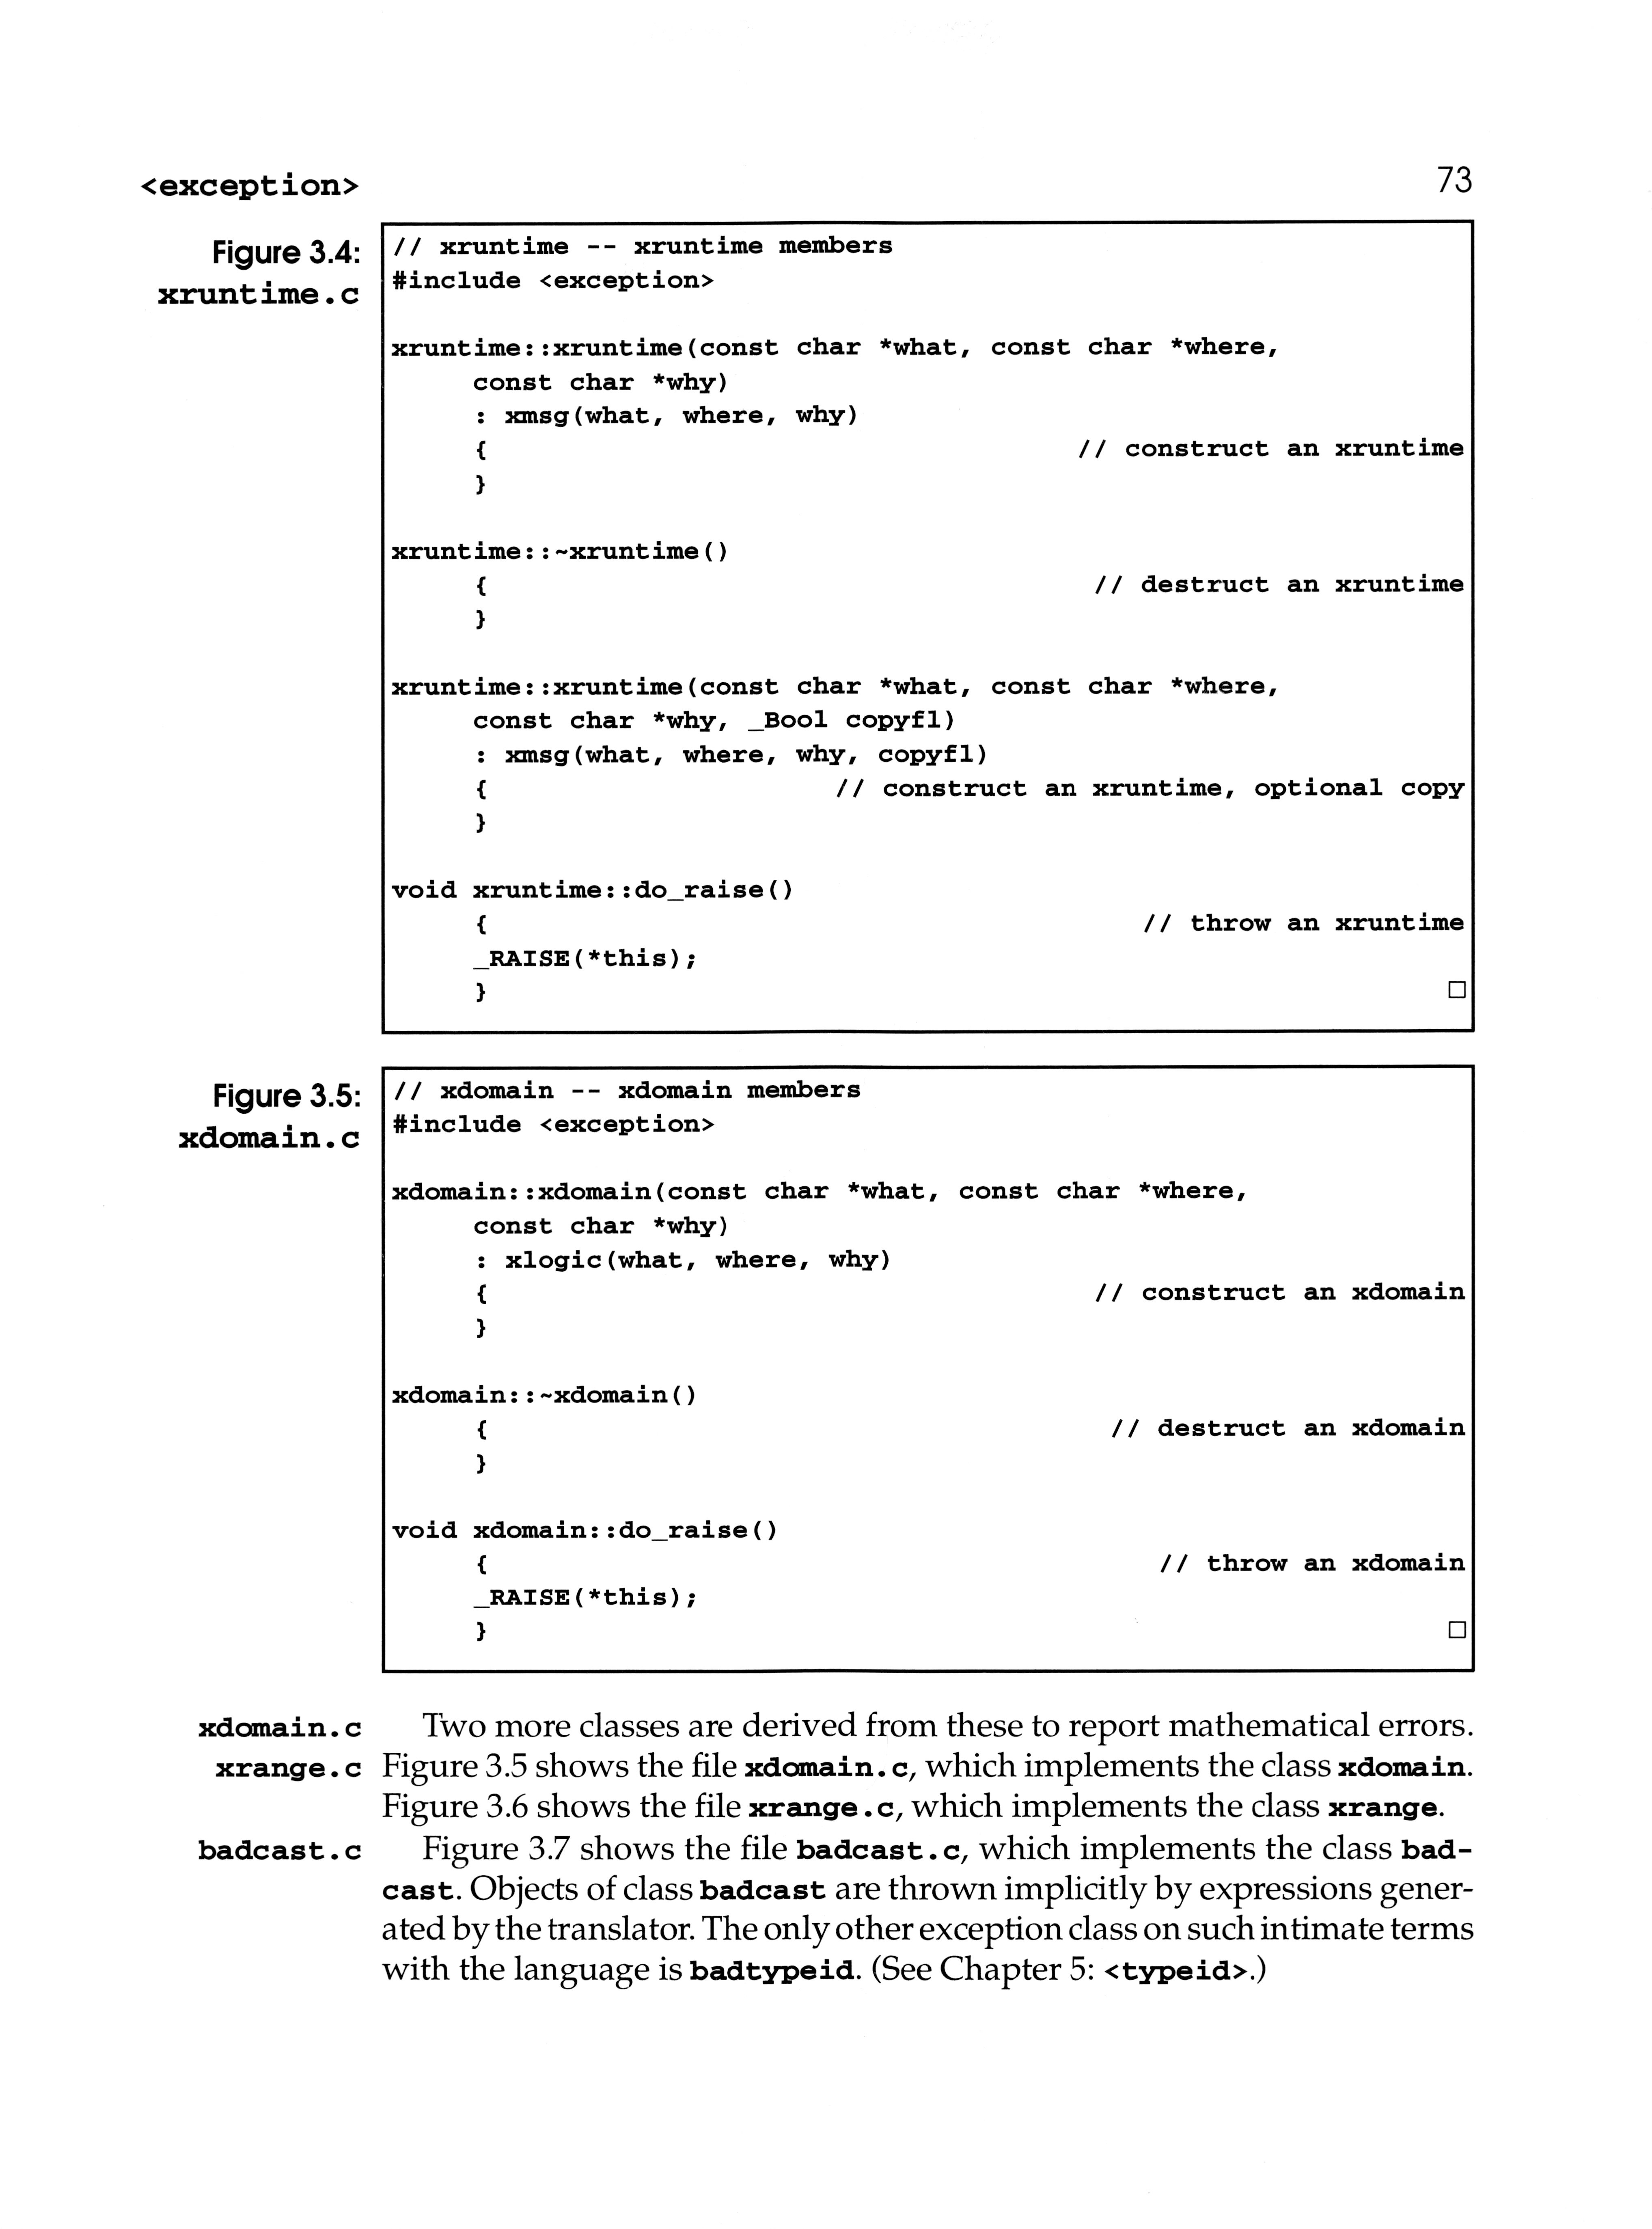 <exception>
73
Figure 3.4:
xruntime.c
// xruntime -- xruntime members
#include <exception>
xruntime::xruntime(const char *what, const char *where,
const char *why)
: xmsg(what, where, why)
{ // construct an xruntime
}
xruntime::~xruntime()
{ // destruct an xruntime
}
xruntime::xruntime(const char *what, const char *where,
const char *why, _Bool copyfl)
: xmsg(what, where, why, copyfl)
{ // construct an xruntime, optional copy
}
void xruntime::do_raise()
{ // throw an xruntime
_RAISE(*this);
} □
Figure 3.5:
xdomain.c
// xdomain -- xdomain members
#include <exception>
xdomain::xdomain(const char *what, const char *where,
const char *why)
: xlogic(what, where, why)
{ // construct an xdomain
}
xdomain::~xdomain()
{ // destruct an xdomain
}
void xdomain::do_raise()
{ // throw an xdomain
_RAISE(*this);
} □
xdomain.c
xrange.c
Two more classes are derived from these to report mathematical errors.
Figure 3.5 shows the file xdomain.c, which implements the class xdomain.
Figure 3.6 shows the file xrange.c, which implements the class xrange.
badcast.c
Figure 3.7 shows the file badcast.c, which implements the class bad-
cast. Objects of class badcast are thrown implicitly by expressions gener-
ated by the translator. The only other exception class on such intimate terms
with the language is badtypeid. (See Chapter 5: <typeid>.)